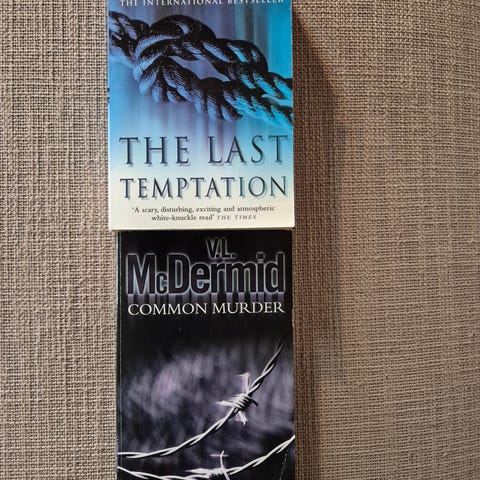 THE INTERNATIONAL BESTSELLER
THE LAST
TEMPTATION
'A scary, disturbing, exciting and atmospheric
white-knuckle read' THE TIMES
V.L.
McDermid
COMMON MURDER